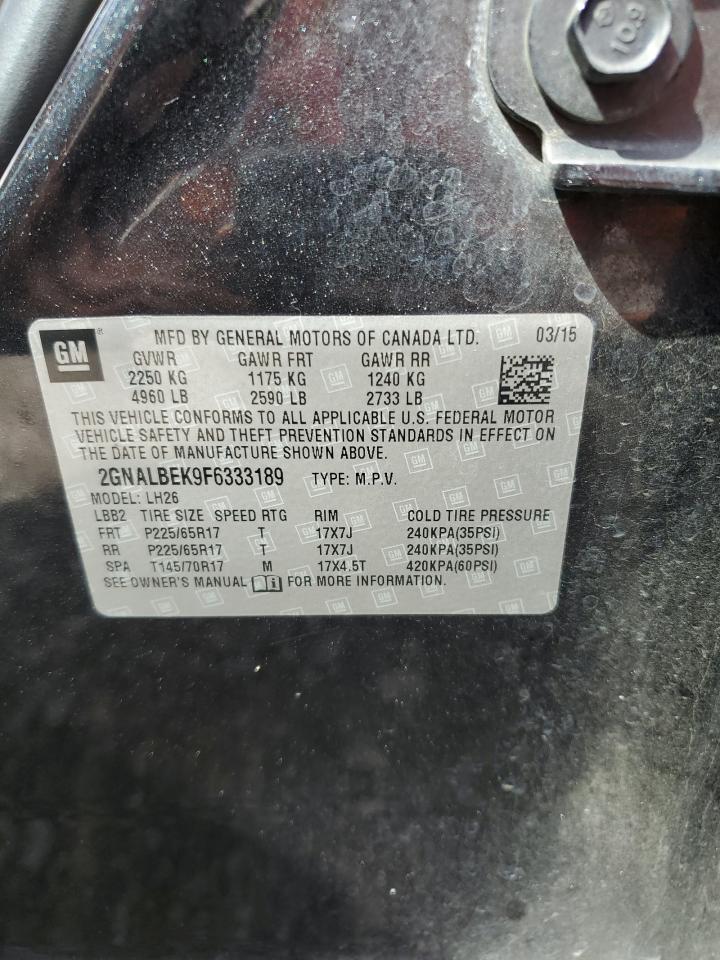 10.9
GM
MFD BY GENERAL MOTORS OF CANADA LTD. 03/15
GVWR GAWR FRT GAWR RR
2250 KG 1175 KG 1240 KG
4960 LB 2590 LB 2733 LB
THIS VEHICLE CONFORMS TO ALL APPLICABLE U.S. FEDERAL MOTOR
VEHICLE SAFETY AND THEFT PREVENTION STANDARDS IN EFFECT ON
THE DATE OF MANUFACTURE SHOWN ABOVE.
2GNALBEK9F6333189 TYPE: M.P.V.
MODEL: LH26
LBB2 TIRE SIZE SPEED RTG RIM COLD TIRE PRESSURE
FRT P225/65R17 T 17X7J 240KPA(35PSI)
RR P225/65R17 T 17X7J 240KPA(35PSI)
SPA T145/70R17 M 17X4.5T 420KPA(60PSI)
SEE OWNER'S MANUAL FOR MORE INFORMATION.